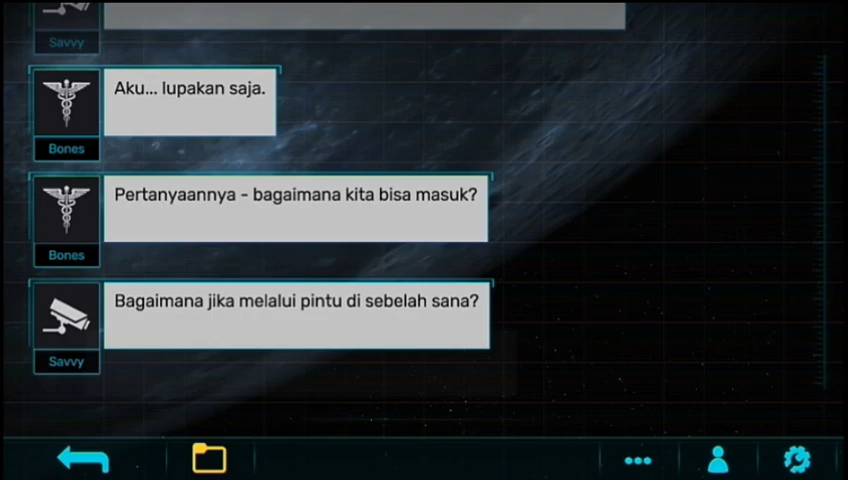 Savvy
Aku... lupakan saja.
Bones
Pertanyaannya - bagaimana kita bisa masuk?
Bones
Bagaimana jika melalui pintu di sebelah sana?
Savvy